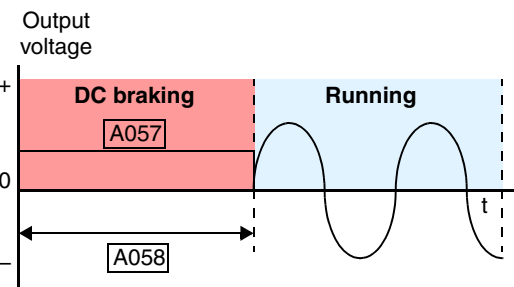 Output
voltage
+
DC braking
Running
A057
0
t
A058
–